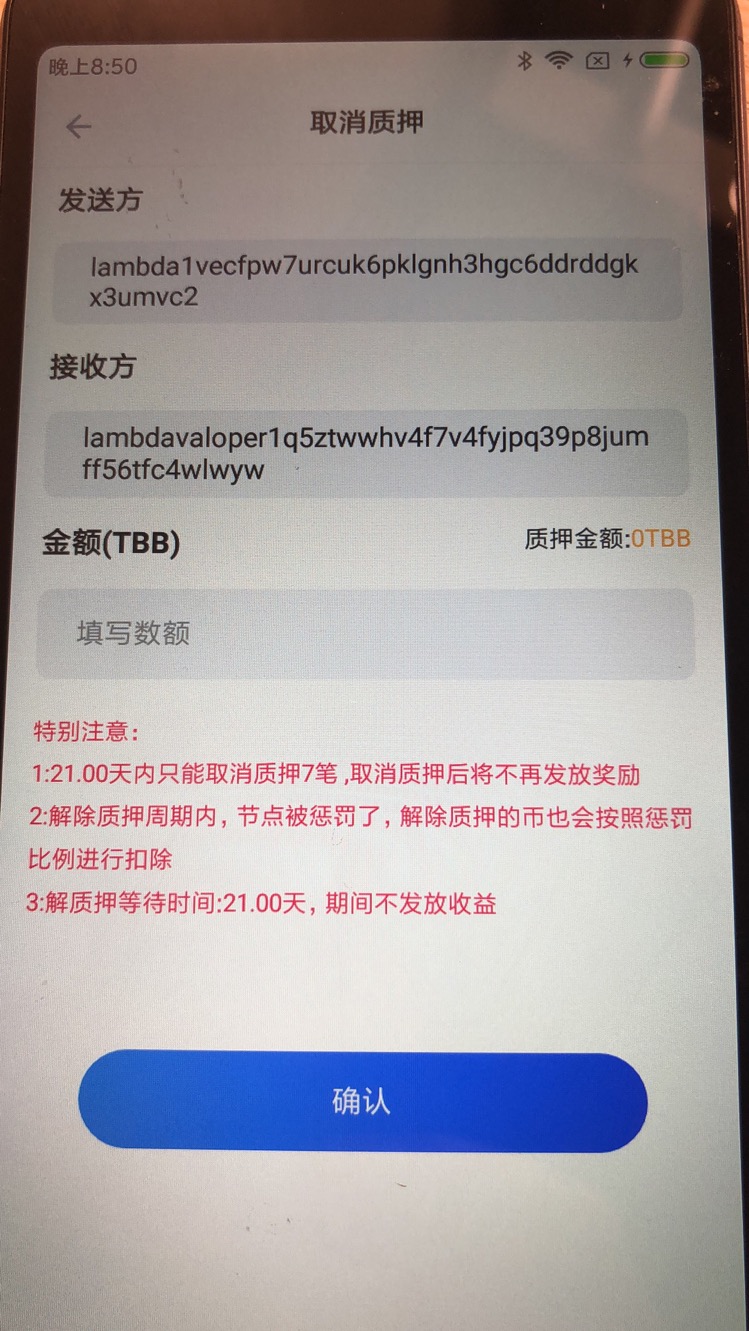 晚上8:50
取消质押
发送方
lambda1vecfpw7urcuk6pklgnh3hgc6ddrddgk
x3umvc2
接收方
lambdavaloper1q5ztwwhv4f7v4fyjpq39p8jum
ff56tfc4wlwyw
金额(TBB) 质押金额:0TBB
填写数额
特别注意:
1:21.00天内只能取消质押7笔,取消质押后将不再发放奖励
2:解除质押周期内，节点被惩罚了，解除质押的币也会按照惩罚
比例进行扣除
3:解质押等待时间:21.00天，期间不发放收益
确认